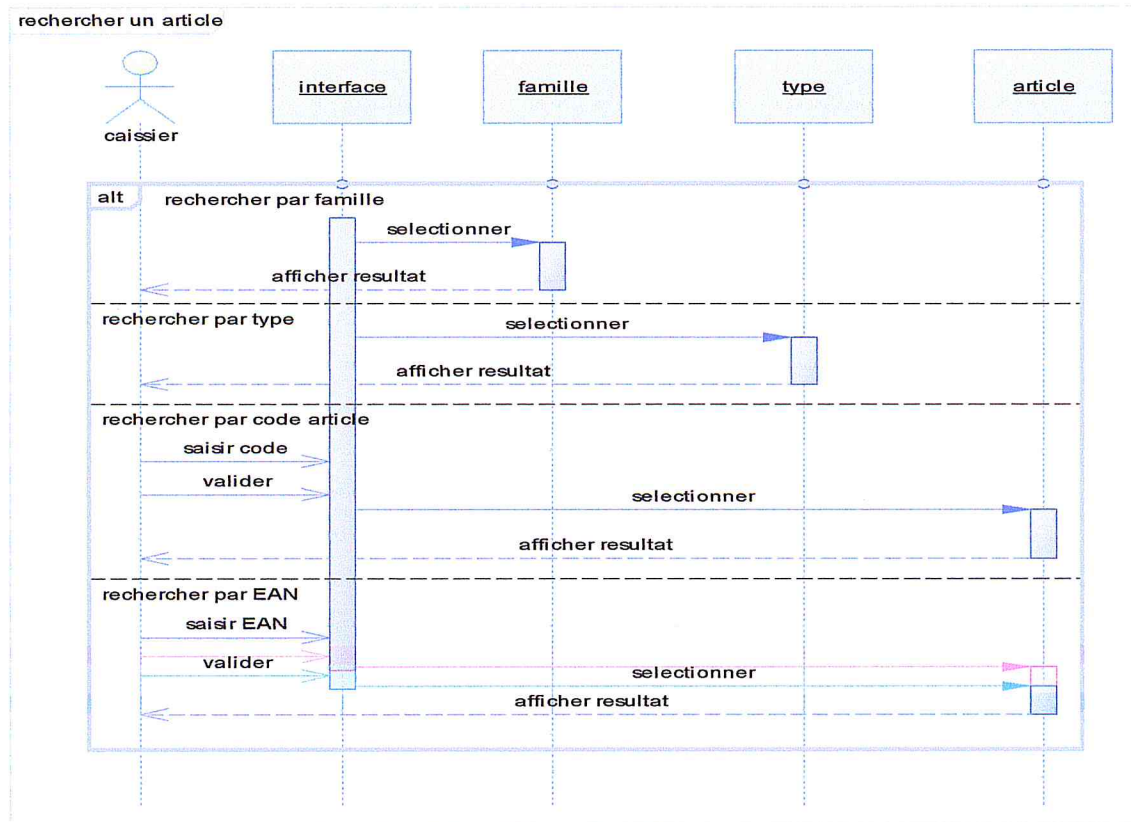 rechercher un article
caissier
interface
famille
type
article
alt
rechercher par famille
selectionner
afficher resultat
rechercher par type
selectionner
afficher resultat
rechercher par code article
saisir code
valider
selectionner
afficher resultat
rechercher par EAN
saisir EAN
valider
selectionner
afficher resultat